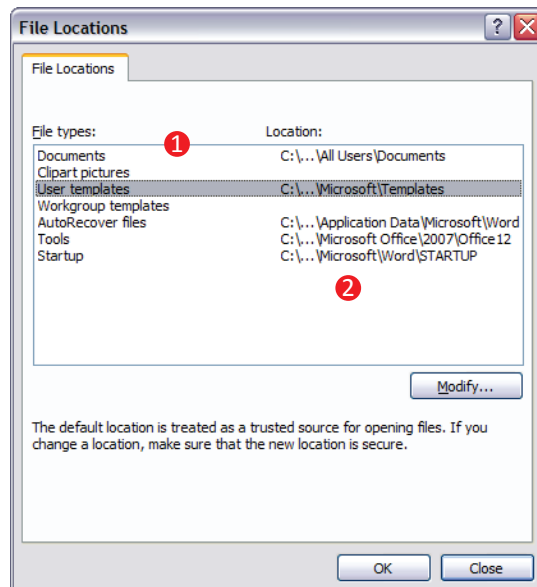 File Locations
?
File Locations
File types: Location:
1
Documents C:\...\All Users\Documents
Clipart pictures
User templates C:\...\Microsoft\Templates
Workgroup templates
AutoRecover files C:\...\Application Data\Microsoft\Word
Tools C:\...\Microsoft Office\2007\Office12
Startup C:\...\Microsoft\Word\STARTUP
2
Modify...
The default location is treated as a trusted source for opening files. If you
change a location, make sure that the new location is secure.
OK Close